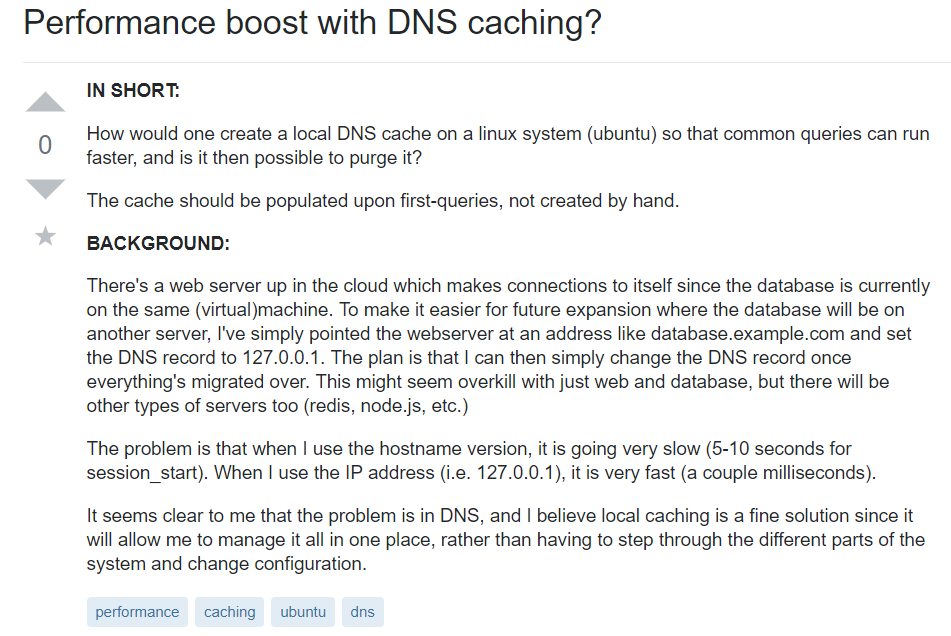 Performance boost with DNS caching?
IN SHORT:
0
How would one create a local DNS cache on a linux system (ubuntu) so that common queries can run
faster, and is it then possible to purge it?
The cache should be populated upon first-queries, not created by hand.
BACKGROUND:
There's a web server up in the cloud which makes connections to itself since the database is currently
on the same (virtual)machine. To make it easier for future expansion where the database will be on
another server, I've simply pointed the webserver at an address like database.example.com and set
the DNS record to 127.0.0.1. The plan is that I can then simply change the DNS record once
everything's migrated over. This might seem overkill with just web and database, but there will be
other types of servers too (redis, node.js, etc.)
The problem is that when I use the hostname version, it is going very slow (5-10 seconds for
session_start). When I use the IP address (i.e. 127.0.0.1), it is very fast (a couple milliseconds).
It seems clear to me that the problem is in DNS, and I believe local caching is a fine solution since it
will allow me to manage it all in one place, rather than having to step through the different parts of the
system and change configuration.
performance caching ubuntu dns